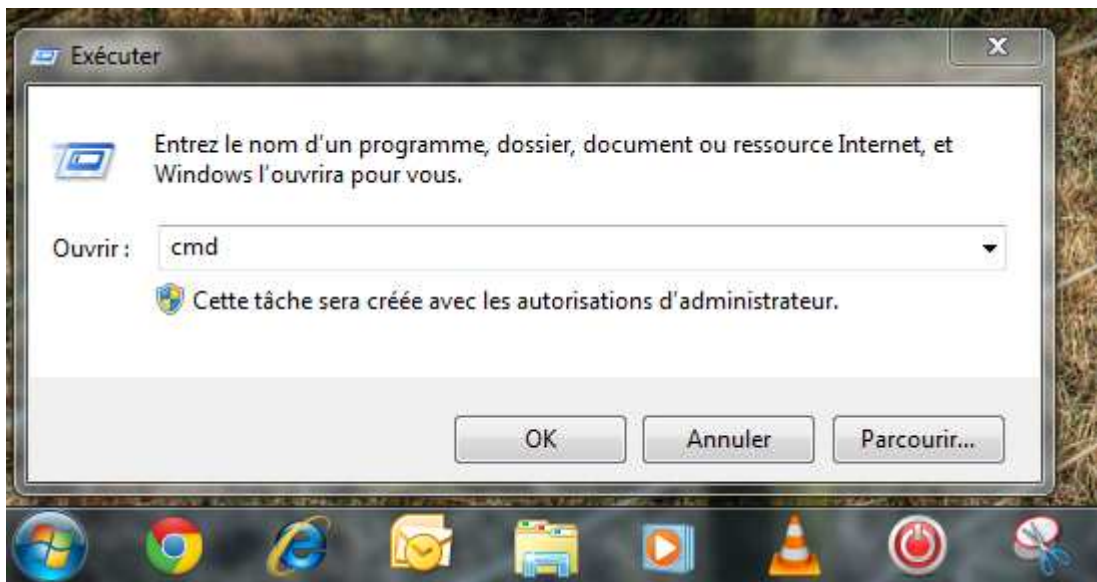 Exécuter
Entrez le nom d'un programme, dossier, document ou ressource Internet, et
Windows l'ouvrira pour vous.
Ouvrir : cmd
Cette tâche sera créée avec les autorisations d'administrateur.
OK Annuler Parcourir...